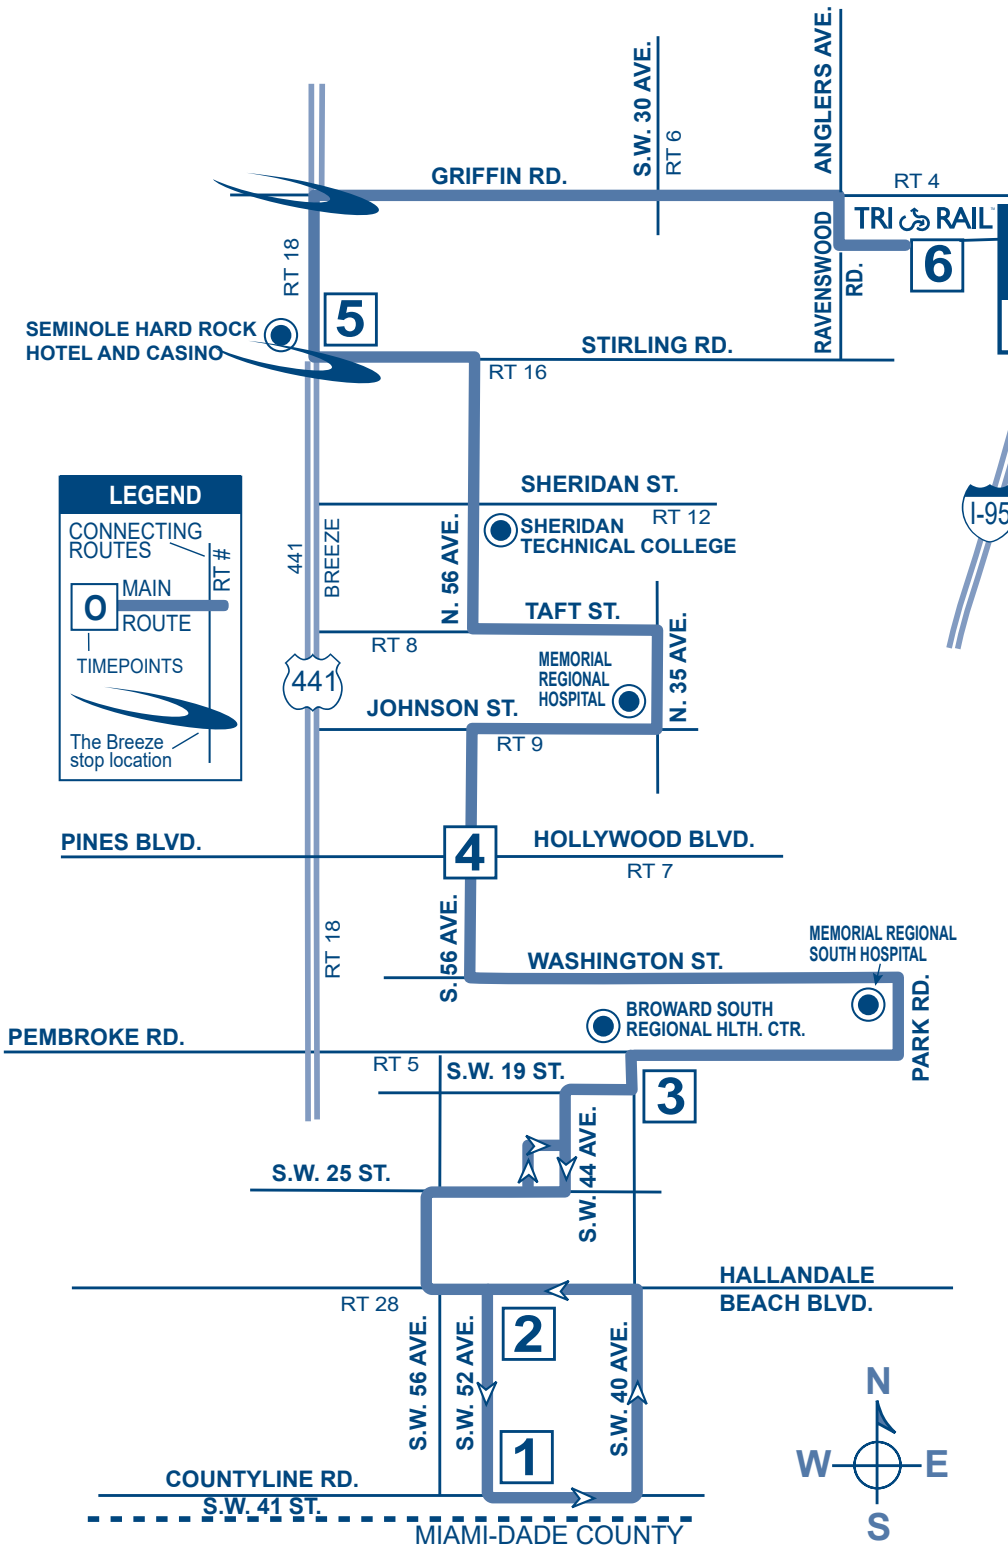 ANGLERS AVE.
S.W. 30 AVE.
RT 6
GRIFFIN RD.
RT 4
TRI RAIL
RAVENSWOOD
RD.
6
RT 18
5
SEMINOLE HARD ROCK
HOTEL AND CASINO
STIRLING RD.
RT 16
LEGEND
CONNECTING
ROUTES
RT #
O
MAIN
ROUTE
TIMEPOINTS
The Breeze
stop location
SHERIDAN ST.
RT 12
I-95
441
BREEZE
N. 56 AVE.
SHERIDAN
TECHNICAL COLLEGE
TAFT ST.
RT 8
MEMORIAL
REGIONAL
HOSPITAL
N. 35 AVE.
441
JOHNSON ST.
RT 9
PINES BLVD.
4
HOLLYWOOD BLVD.
RT 7
RT 18
S. 56 AVE.
WASHINGTON ST.
MEMORIAL REGIONAL
SOUTH HOSPITAL
BROWARD SOUTH
REGIONAL HLTH. CTR.
PARK RD.
PEMBROKE RD.
RT 5
S.W. 19 ST.
3
S.W. 44 AVE.
S.W. 25 ST.
HALLANDALE
BEACH BLVD.
RT 28
2
S.W. 56 AVE.
S.W. 52 AVE.
S.W. 40 AVE.
1
N
W
E
S
COUNTYLINE RD.
S.W. 41 ST.
MIAMI-DADE COUNTY